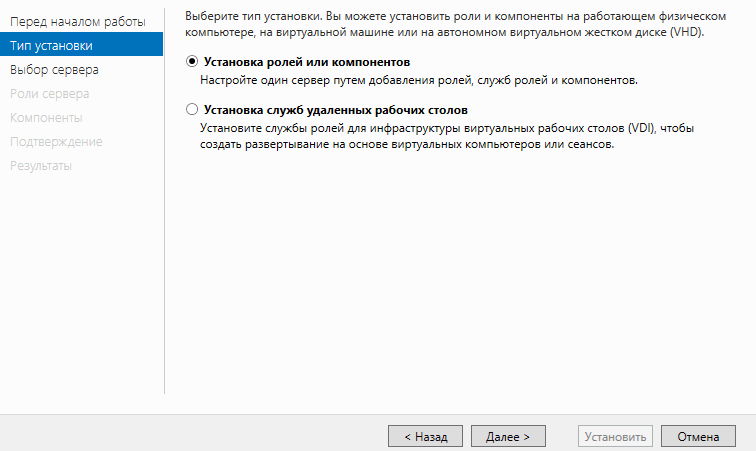 Перед началом работы
Тип установки
Выбор сервера
Роли сервера
Компоненты
Подтверждение
Результаты
Выберите тип установки. Вы можете установить роли и компоненты на работающем физическом
компьютере, на виртуальной машине или на автономном виртуальном жестком диске (VHD).
Установка ролей или компонентов
Настройте один сервер путем добавления ролей, служб ролей и компонентов.
Установка служб удаленных рабочих столов
Установите службы ролей для инфраструктуры виртуальных рабочих столов (VDI), чтобы
создать развертывание на основе виртуальных компьютеров или сеансов.
< Назад
Далее >
Установить
Отмена